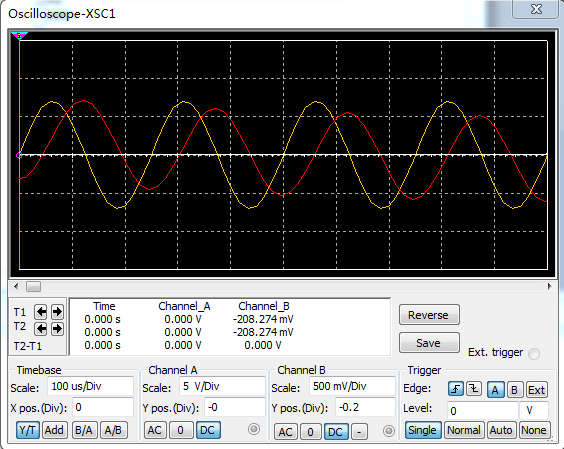 Oscilloscope-XSC1
T1
T2
T2-T1
Time Channel_A Channel_B
0.000 s 0.000 V -208.274 mV
0.000 s 0.000 V -208.274 mV
0.000 s 0.000 V 0.000 V
Reverse
Save
Ext. trigger
Timebase
Scale: 100 us/Div
X pos.(Div): 0
Y/T Add B/A A/B
Channel A
Scale: 5 V/Div
Y pos.(Div): -0
AC 0 DC
Channel B
Scale: 500 mV/Div
Y pos.(Div): -0.2
AC 0 DC -
Trigger
Edge: A B Ext
Level: 0 V
Single Normal Auto None